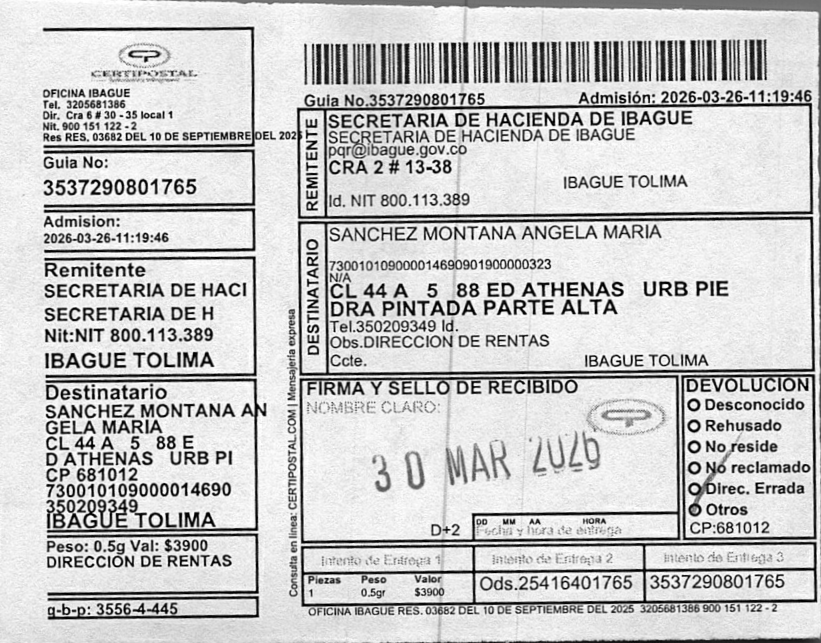 CERTIPOSTAL
OFICINA IBAGUE
Tel. 3205681386
Dir. Cra 6 # 30 - 35 local 1
Nit. 900 151 122 - 2
Res RES. 03682 DEL 10 DE SEPTIEMBRE DEL 2025
Guia No:
3537290801765
Admision:
2026-03-26-11:19:46
Remitente
SECRETARIA DE HACI
SECRETARIA DE H
Nit:NIT 800.113.389
IBAGUE TOLIMA
Destinatario
SANCHEZ MONTANA AN
GELA MARIA
CL 44 A 5 88 E
D ATHENAS URB PI
CP 681012
730010109000014690
350209349
IBAGUE TOLIMA
Peso: 0.5g Val: $3900
DIRECCION DE RENTAS
g-b-p: 3556-4-445
Consulta en línea: CERTIPOSTAL.COM | Mensajería expresa
Guia No.3537290801765
Admisión: 2026-03-26-11:19:46
REMITENTE
SECRETARIA DE HACIENDA DE IBAGUE
SECRETARIA DE HACIENDA DE IBAGUE
pqr@ibague.gov.co
CRA 2 # 13-38
IBAGUE TOLIMA
Id. NIT 800.113.389
DESTINATARIO
SANCHEZ MONTANA ANGELA MARIA
730010109000014690901900000323
N/A
CL 44 A 5 88 ED ATHENAS URB PIE
DRA PINTADA PARTE ALTA
Tel.350209349 Id.
Obs.DIRECCION DE RENTAS
Ccte. IBAGUE TOLIMA
FIRMA Y SELLO DE RECIBIDO
NOMBRE CLARO:
30 MAR 2026
D+2
DD MM AA HORA
Fecha y hora de entrega
DEVOLUCION
Desconocido
Rehusado
No reside
No reclamado
Direc. Errada
Otros
CP:681012
Intento de Entrega 1
Intento de Entrega 2
Intento de Entrega 3
Piezas Peso Valor
1 0.5gr $3900
Ods.25416401765
3537290801765
OFICINA IBAGUE RES. 03682 DEL 10 DE SEPTIEMBRE DEL 2025 3205681386 900 151 122 - 2